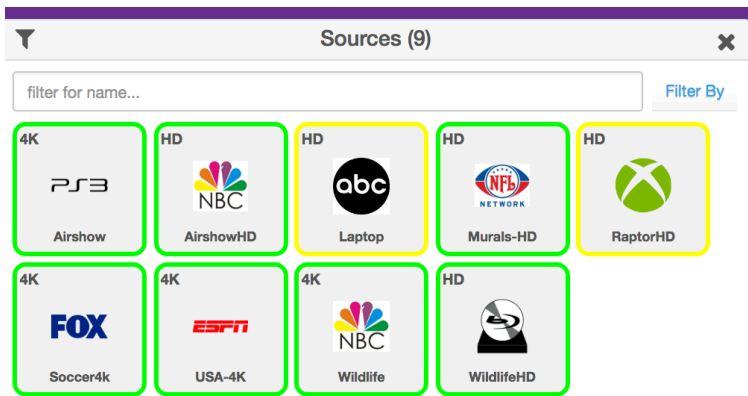 Sources (9)
filter for name...
Filter By
4K
PS3
Airshow
HD
NBC
AirshowHD
HD
abc
Laptop
HD
NFL
NETWORK
Murals-HD
HD
RaptorHD
4K
FOX
Soccer4k
4K
ESPN
USA-4K
4K
NBC
Wildlife
HD
WildlifeHD